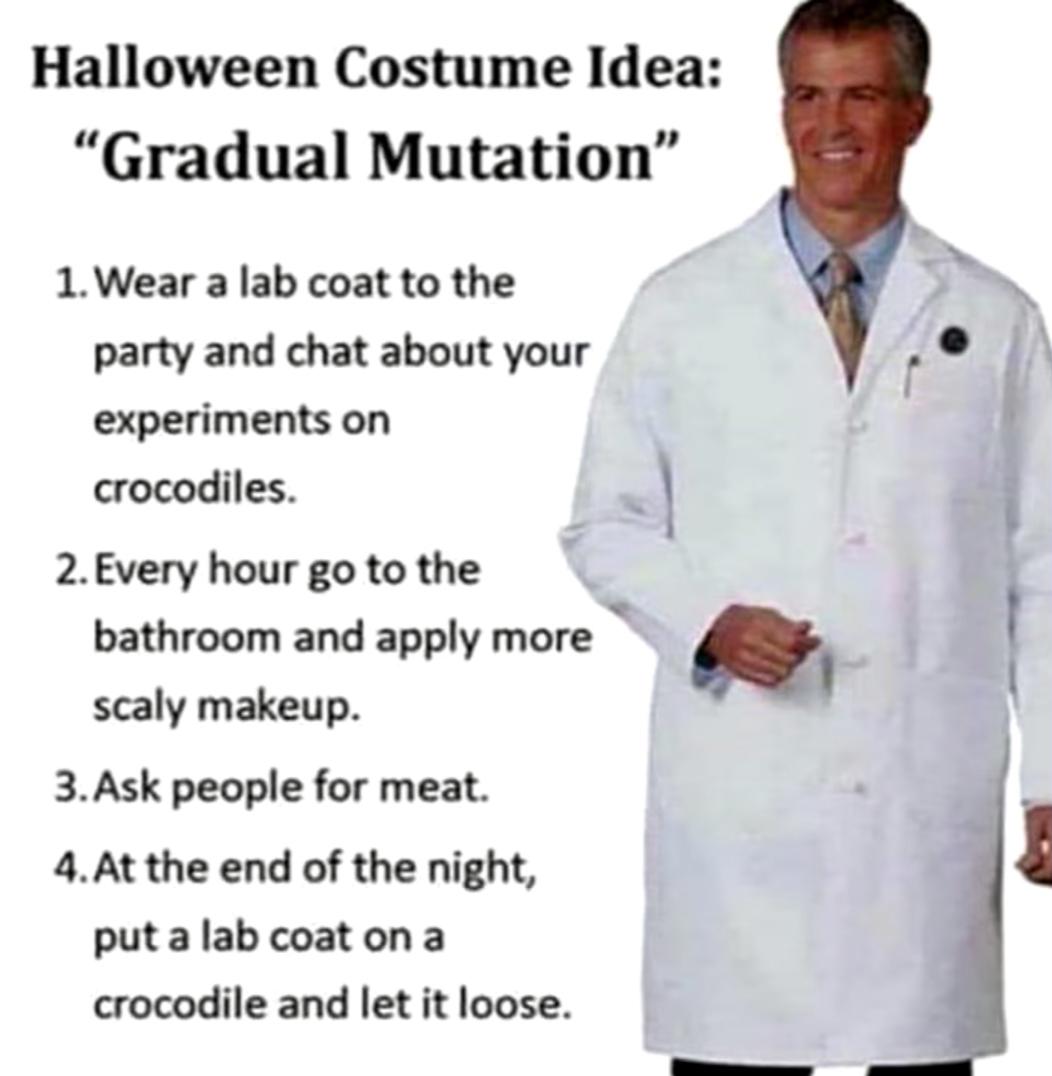 Halloween Costume Idea:
“Gradual Mutation”
1. Wear a lab coat to the
party and chat about your
experiments on
crocodiles.
2. Every hour go to the
bathroom and apply more
scaly makeup.
3. Ask people for meat.
4. At the end of the night,
put a lab coat on a
crocodile and let it loose.